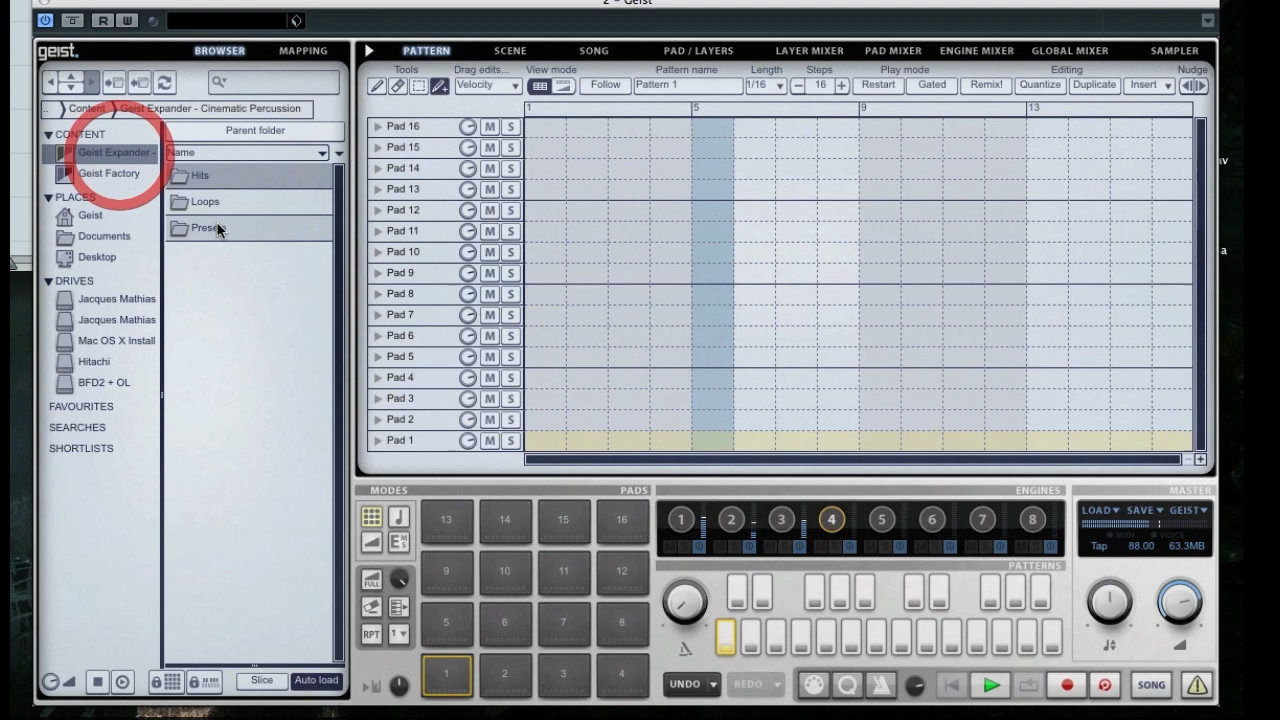 2 - Geist
R W
geist. BROWSER MAPPING
PATTERN SCENE SONG PAD / LAYERS LAYER MIXER PAD MIXER ENGINE MIXER GLOBAL MIXER SAMPLER
Tools Drag edits... View mode Pattern name Length Steps Play mode Editing Nudge
Velocity Follow Pattern 1 1/16 16 Restart Gated Remix! Quantize Duplicate Insert
.. Content Geist Expander - Cinematic Percussion
1 5 9 13
CONTENT
Geist Expander -
Geist Factory
PLACES
Geist
Documents
Desktop
DRIVES
Jacques Mathias
Jacques Mathias
Mac OS X Install
Hitachi
BFD2 + OL
FAVOURITES
SEARCHES
SHORTLISTS
Parent folder
Name
Hits
Loops
Slice Auto load
Pad 16 M S
Pad 15 M S
Pad 14 M S
Pad 13 M S
Pad 12 M S
Pad 11 M S
Pad 10 M S
Pad 9 M S
Pad 8 M S
Pad 7 M S
Pad 6 M S
Pad 5 M S
Pad 4 M S
Pad 3 M S
Pad 2 M S
Pad 1 M S
MODES PADS ENGINES MASTER
FULL
RPT 1
13 14 15 16
9 10 11 12
5 6 7 8
1 2 3 4
1 2 3 4 5 6 7 8
PATTERNS
LOAD SAVE GEIST
MIDI VOICE
Tap 88.00 63.3MB
UNDO REDO SONG